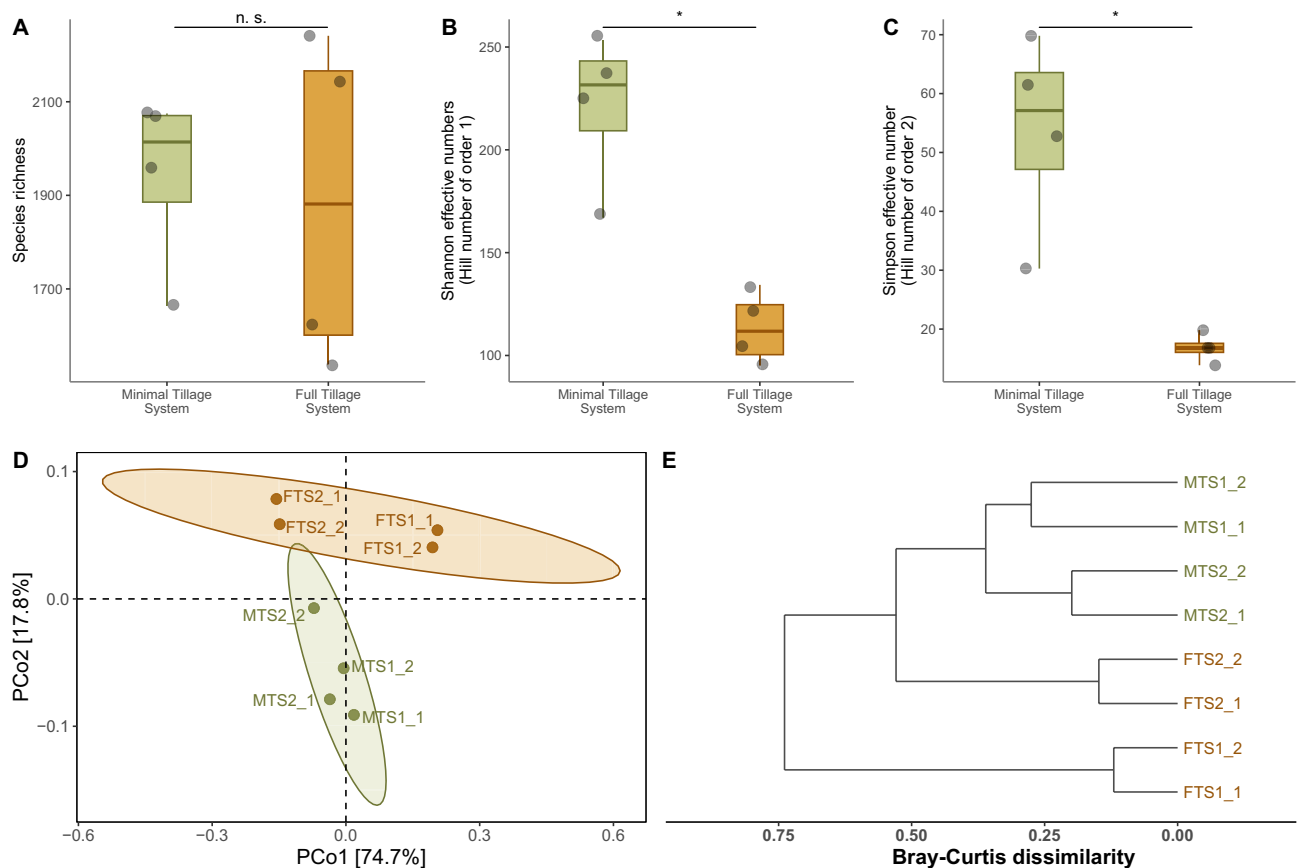 A
n. s.
Species richness
2100
1900
1700
Minimal Tillage
System
Full Tillage
System
B
*
Shannon effective numbers
(Hill number of order 1)
250
200
150
100
Minimal Tillage
System
Full Tillage
System
C
*
Simpson effective number
(Hill number of order 2)
70
60
50
40
30
20
Minimal Tillage
System
Full Tillage
System
D
PCo2 [17.8%]
0.1
0.0
−0.1
FTS2_1
FTS2_2
FTS1_1
FTS1_2
MTS2_2
MTS1_2
MTS2_1
MTS1_1
−0.6
−0.3
0.0
0.3
0.6
PCo1 [74.7%]
E
MTS1_2
MTS1_1
MTS2_2
MTS2_1
FTS2_2
FTS2_1
FTS1_2
FTS1_1
0.75
0.50
0.25
0.00
Bray-Curtis dissimilarity